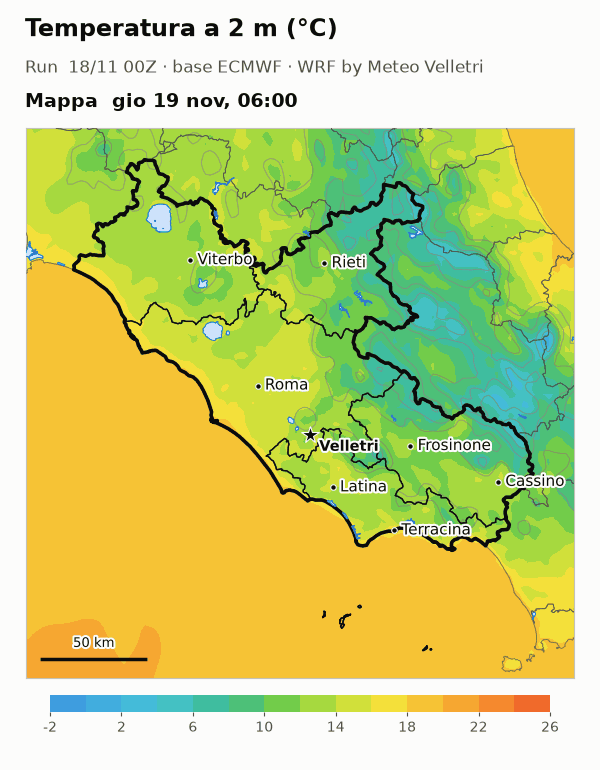 Temperatura a 2 m (°C)
Run  18/11 00Z · base ECMWF · WRF by Meteo Velletri
Mappa  gio 19 nov, 06:00
Viterbo
Rieti
Roma
Velletri
Frosinone
Cassino
Latina
Terracina
50 km
-2 2 6 10 14 18 22 26